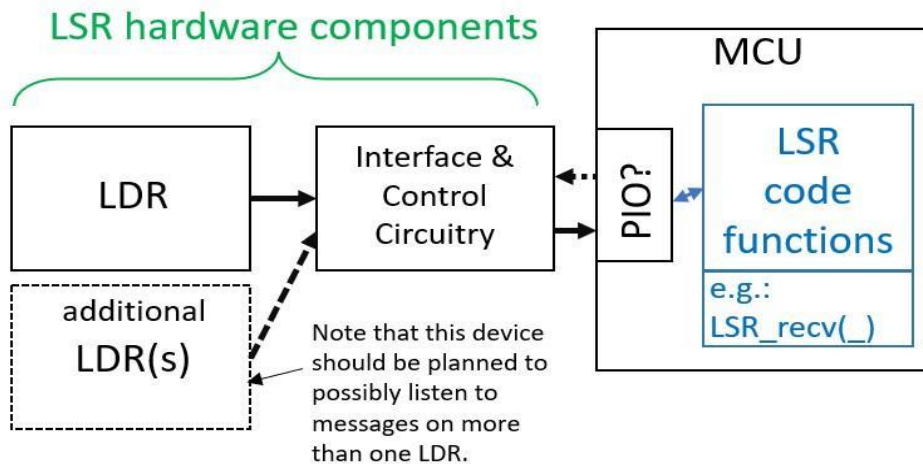 LSR hardware components
MCU
LDR
Interface &
Control
Circuitry
PIO?
LSR
code
functions
e.g.:
LSR_recv(_)
additional
LDR(s)
Note that this device
should be planned to
possibly listen to
messages on more
than one LDR.